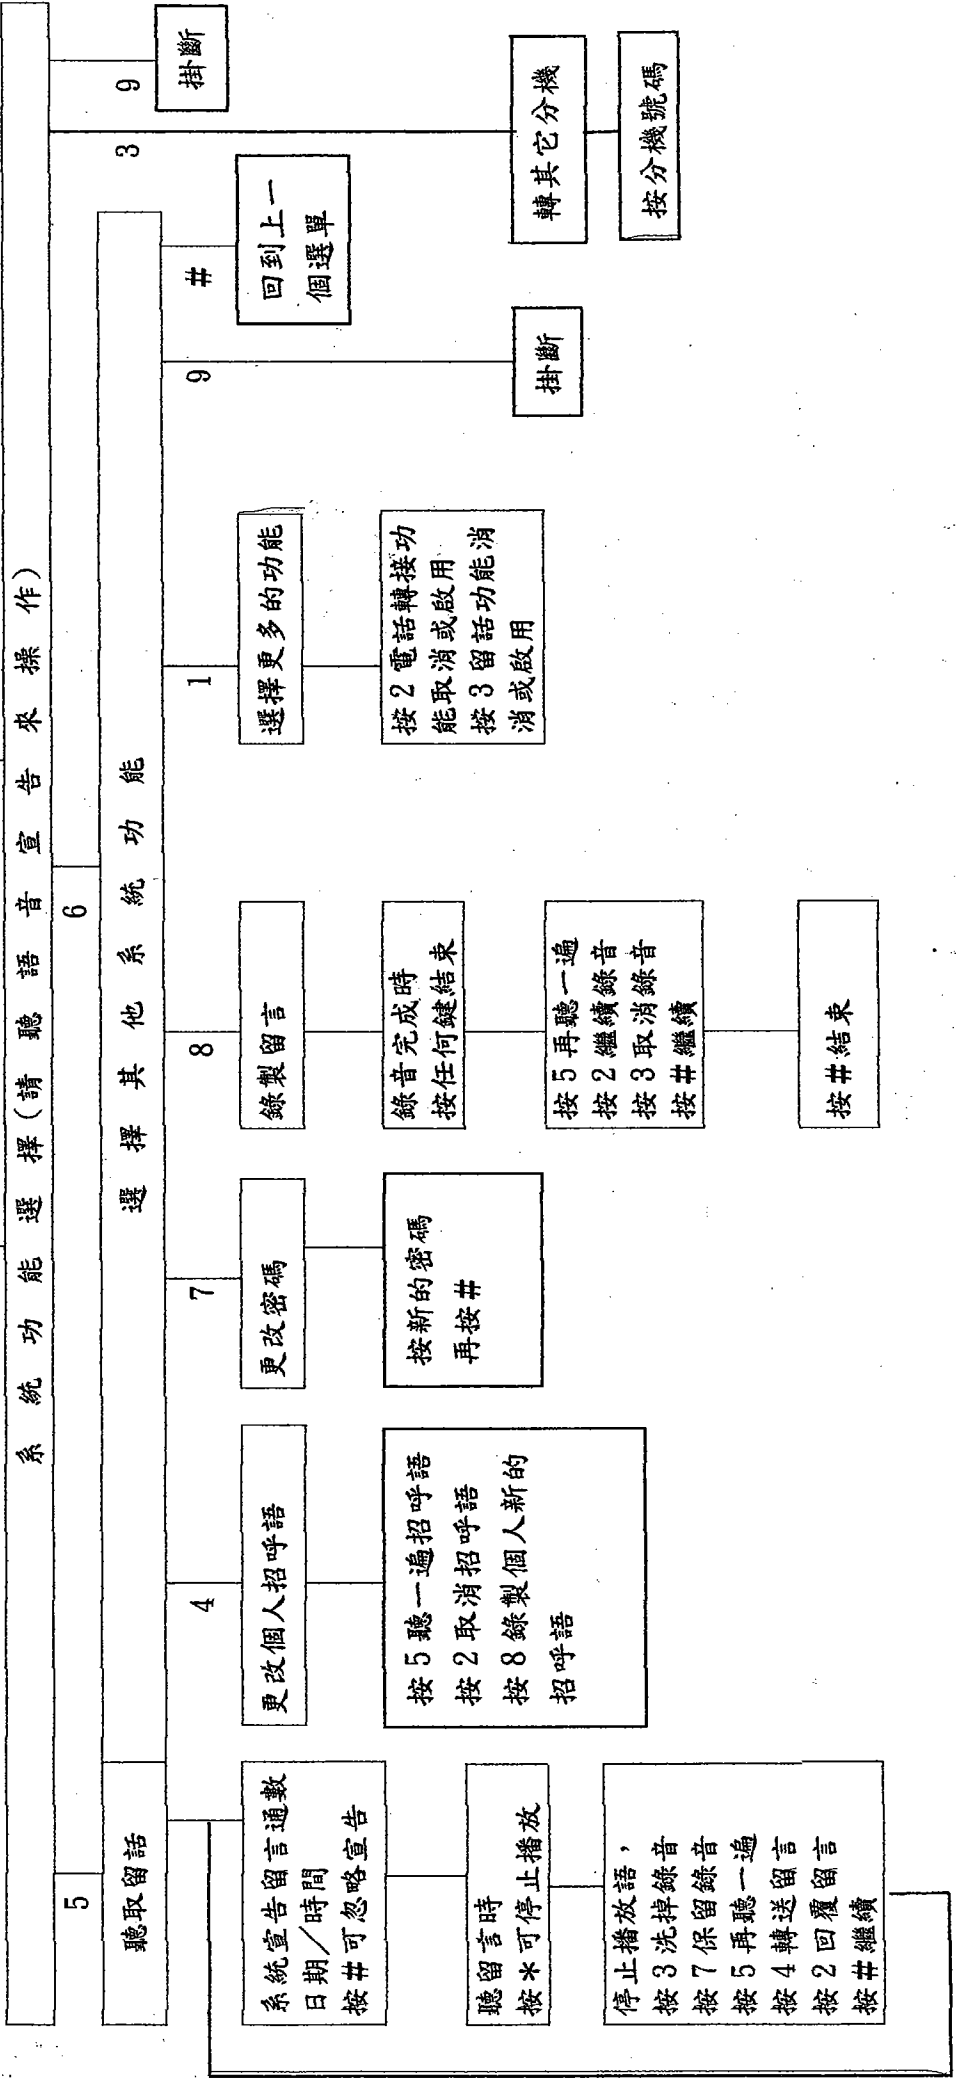 系統功能選擇(請聽語音宣告來操作)
5
6
3
9
聽取留話
選擇其他系統功能
轉其它分機
按分機號碼
掛斷
系統宣告留言通數
日期／時間
按#可忽略宣告
聽留言時
按*可停止播放
停止播放語，
按3洗掉錄音
按7保留錄音
按5再聽一遍
按4轉送留言
按2回覆留言
按#繼續
4
更改個人招呼語
按5聽一遍招呼語
按2取消招呼語
按8錄製個人新的
招呼語
7
更改密碼
按新的密碼
再按#
8
錄製留言
錄音完成時
按任何鍵結束
按5再聽一遍
按2繼續錄音
按3取消錄音
按#繼續
按#結束
1
選擇更多的功能
按2電話轉接功
能取消或啟用
按3留話功能消
消或啟用
9
掛斷
#
回到上一
個選單